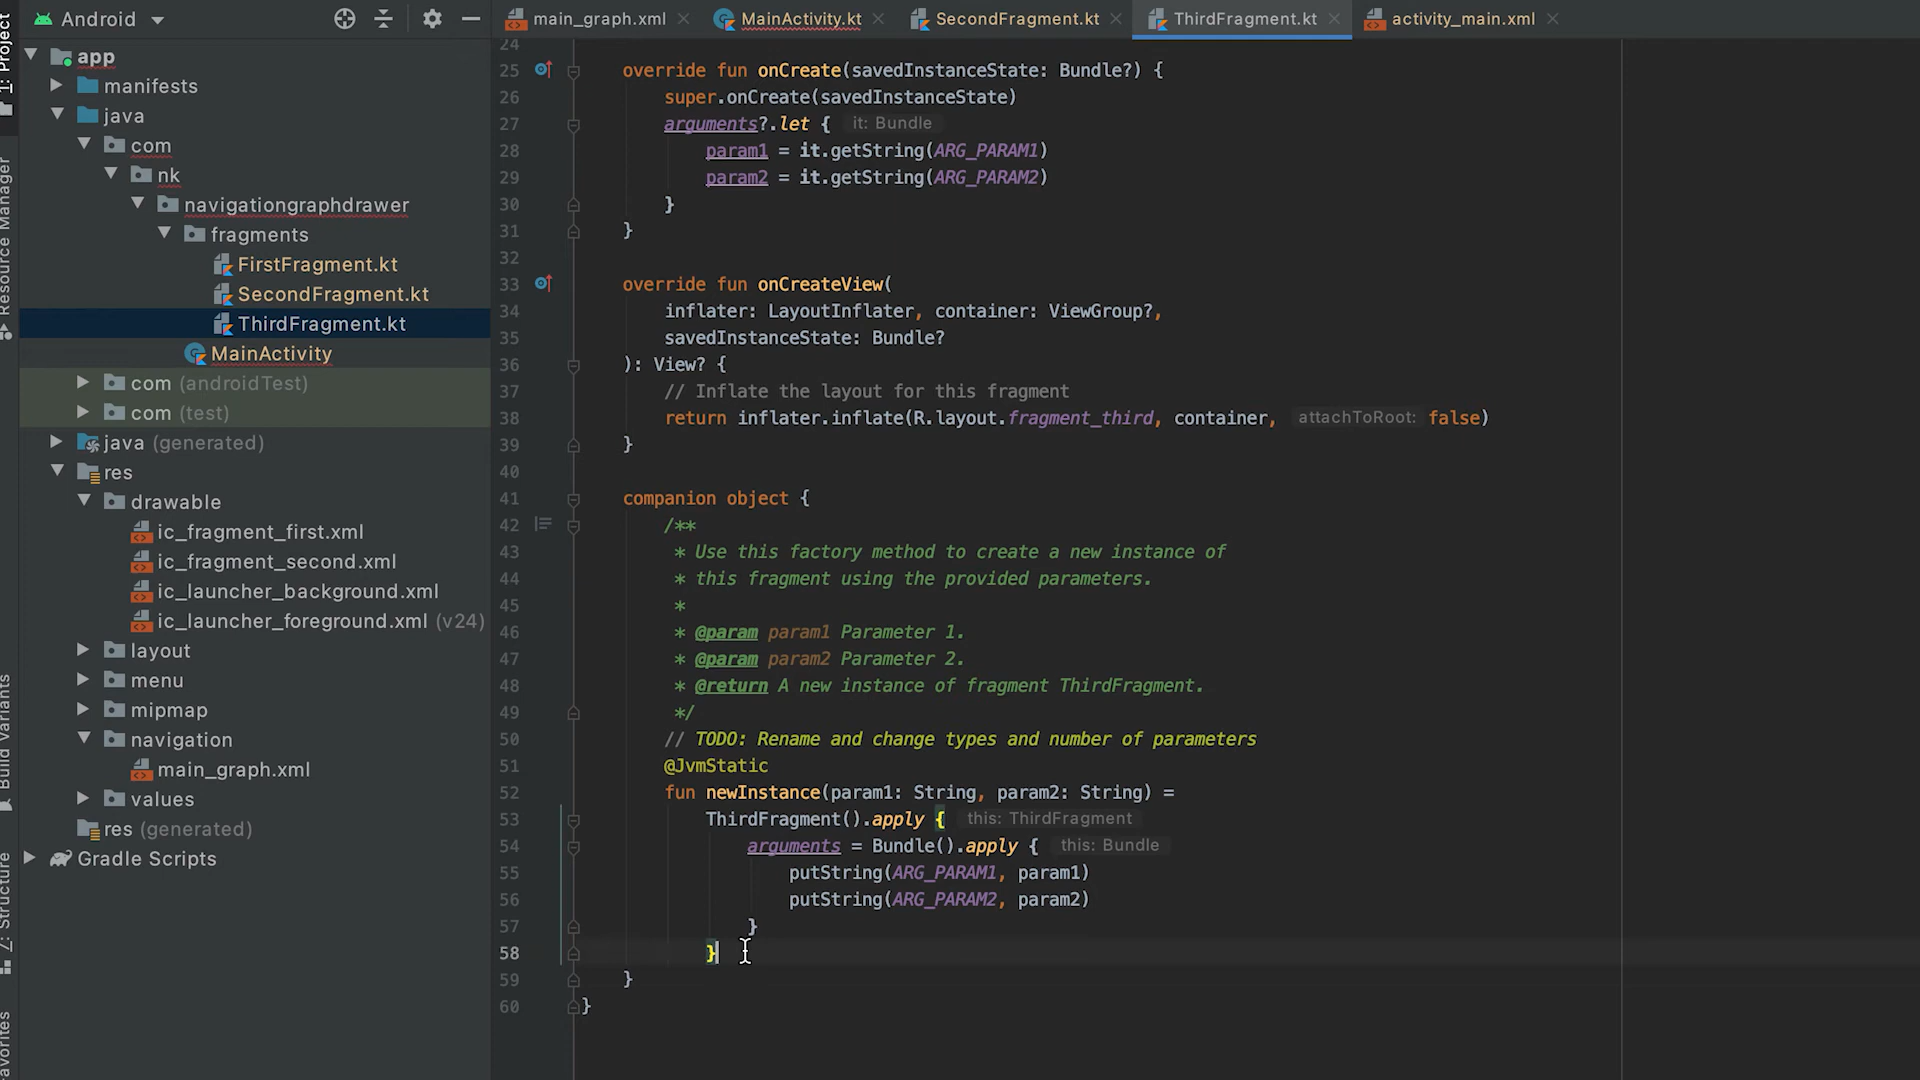 Android
main_graph.xml
MainActivity.kt
SecondFragment.kt
ThirdFragment.kt
activity_main.xml
1: Project
Resource Manager
Build Variants
7: Structure
app
manifests
java
com
nk
navigationgraphdrawer
fragments
FirstFragment.kt
SecondFragment.kt
ThirdFragment.kt
MainActivity
com (androidTest)
com (test)
java (generated)
res
drawable
ic_fragment_first.xml
ic_fragment_second.xml
ic_launcher_background.xml
ic_launcher_foreground.xml (v24)
layout
menu
mipmap
navigation
main_graph.xml
values
res (generated)
Gradle Scripts
24
25 override fun onCreate(savedInstanceState: Bundle?) {
26 super.onCreate(savedInstanceState)
27 arguments?.let { it: Bundle
28 param1 = it.getString(ARG_PARAM1)
29 param2 = it.getString(ARG_PARAM2)
30 }
31 }
32
33 override fun onCreateView(
34 inflater: LayoutInflater, container: ViewGroup?,
35 savedInstanceState: Bundle?
36 ): View? {
37 // Inflate the layout for this fragment
38 return inflater.inflate(R.layout.fragment_third, container, attachToRoot: false)
39 }
40
41 companion object {
42 /**
43 * Use this factory method to create a new instance of
44 * this fragment using the provided parameters.
45 *
46 * @param param1 Parameter 1.
47 * @param param2 Parameter 2.
48 * @return A new instance of fragment ThirdFragment.
49 */
50 // TODO: Rename and change types and number of parameters
51 @JvmStatic
52 fun newInstance(param1: String, param2: String) =
53 ThirdFragment().apply { this: ThirdFragment
54 arguments = Bundle().apply { this: Bundle
55 putString(ARG_PARAM1, param1)
56 putString(ARG_PARAM2, param2)
57 }
58 }
59 }
60 }